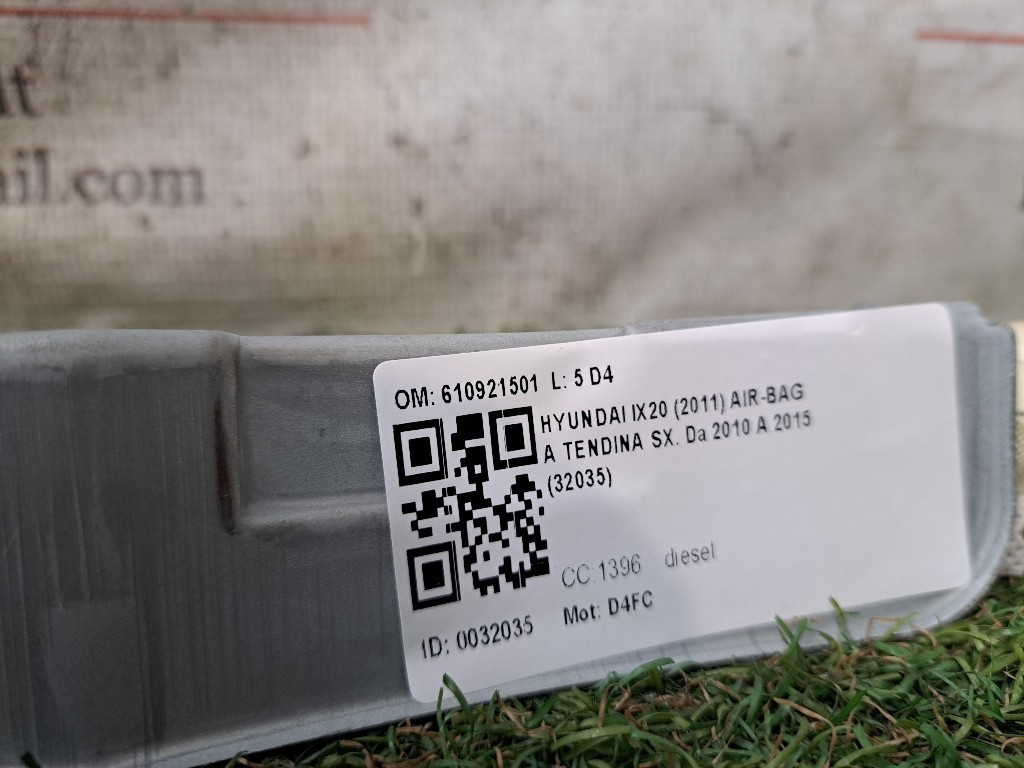 .com
OM: 610921501 L: 5 D4
HYUNDAI IX20 (2011) AIR-BAG
A TENDINA SX. Da 2010 A 2015
(32035)
CC:1396 diesel
ID: 0032035 Mot: D4FC